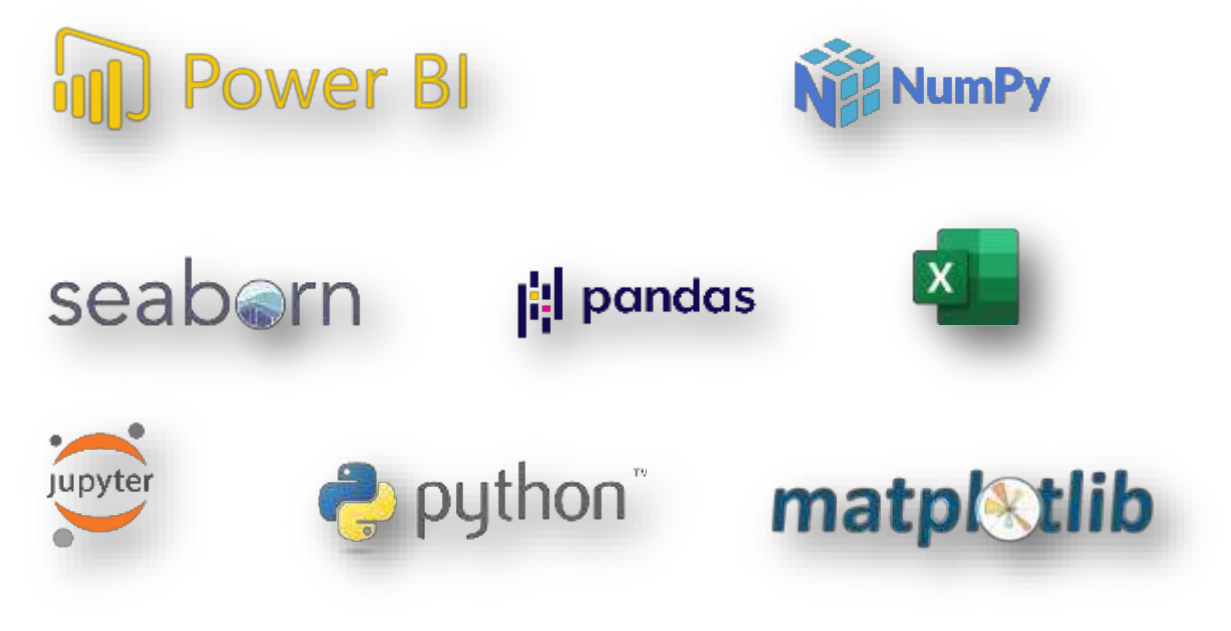 Power BI
NumPy
seaborn
pandas
X
jupyter
python™
matplotlib